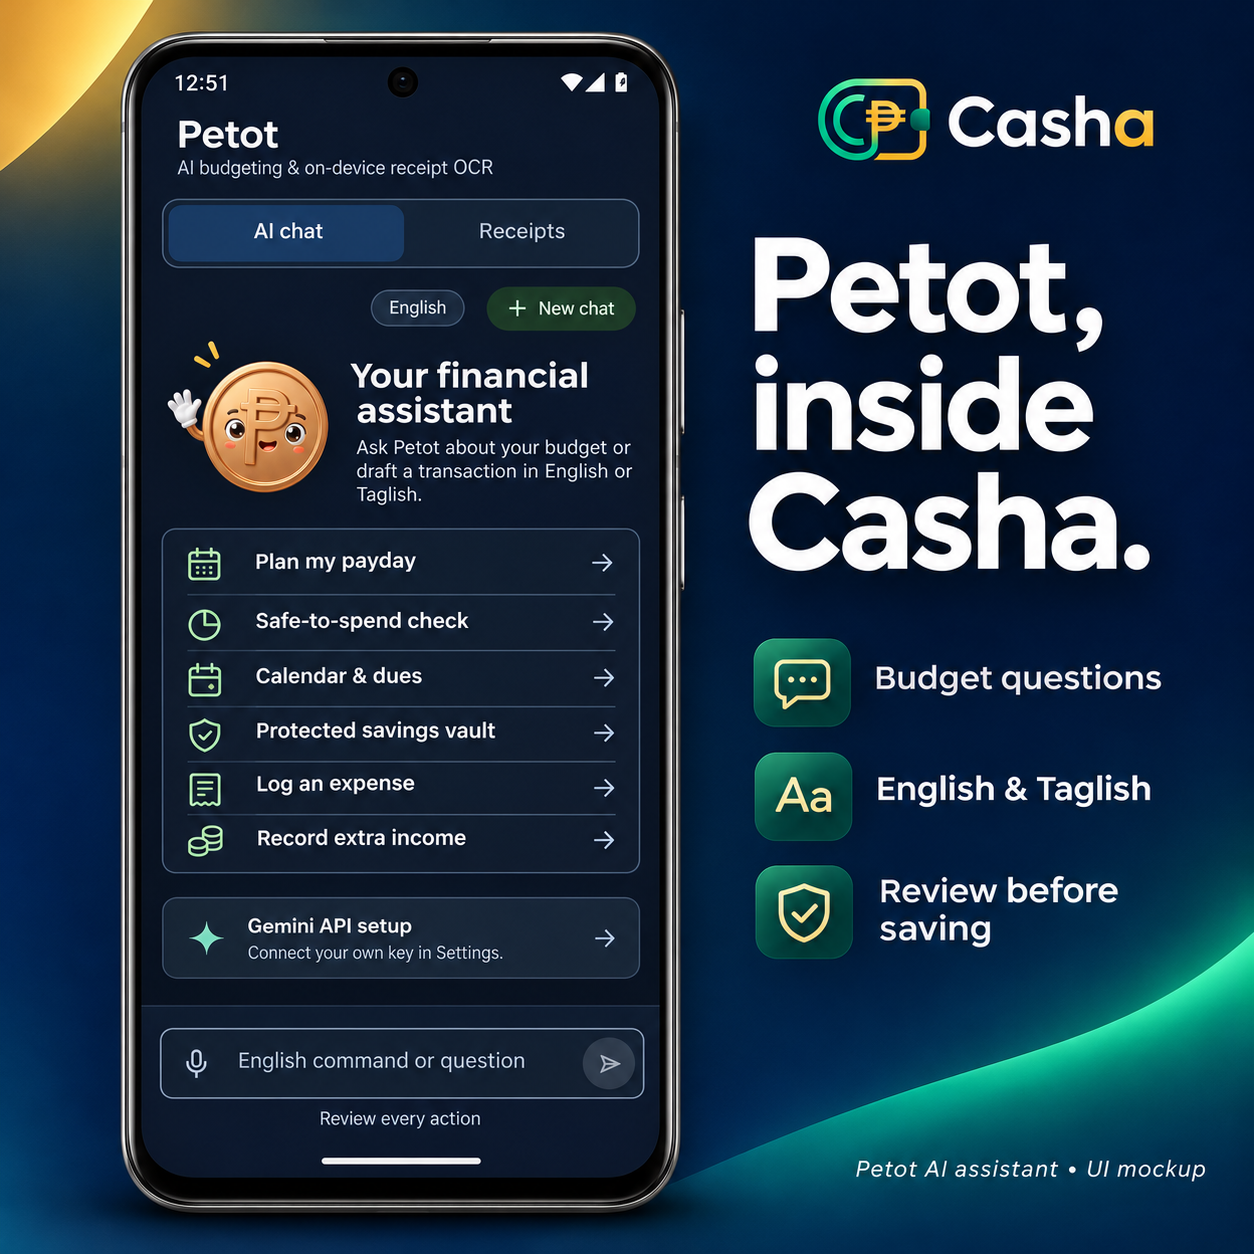 12:51
Petot
AI budgeting & on-device receipt OCR
AI chat
Receipts
English
+ New chat
Your financial
assistant
Ask Petot about your budget or
draft a transaction in English or
Taglish.
Plan my payday
Safe-to-spend check
Calendar & dues
Protected savings vault
Log an expense
Record extra income
Gemini API setup
Connect your own key in Settings.
English command or question
Review every action
Casha
Petot,
inside
Casha.
Budget questions
Aa
English & Taglish
Review before
saving
Petot AI assistant • UI mockup